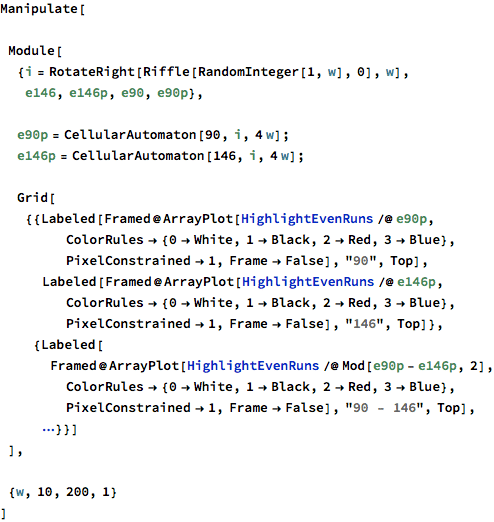 Manipulate[
Module[
{i = RotateRight[Riffle[RandomInteger[1, w], 0], w],
e146, e146p, e90, e90p},
e90p = CellularAutomaton[90, i, 4 w];
e146p = CellularAutomaton[146, i, 4 w];
Grid[
{{Labeled[Framed@ArrayPlot[HighlightEvenRuns /@ e90p,
ColorRules → {0 → White, 1 → Black, 2 → Red, 3 → Blue},
PixelConstrained → 1, Frame → False], "90", Top],
Labeled[Framed@ArrayPlot[HighlightEvenRuns /@ e146p,
ColorRules → {0 → White, 1 → Black, 2 → Red, 3 → Blue},
PixelConstrained → 1, Frame → False], "146", Top]},
{Labeled[
Framed@ArrayPlot[HighlightEvenRuns /@ Mod[e90p - e146p, 2],
ColorRules → {0 → White, 1 → Black, 2 → Red, 3 → Blue},
PixelConstrained → 1, Frame → False], "90 - 146", Top],
…}}]
],
{w, 10, 200, 1}
]